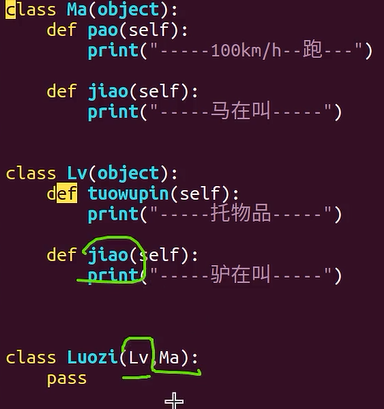 class Ma(object):
def pao(self):
print("-----100km/h--跑---")
def jiao(self):
print("-----马在叫-----")
class Lv(object):
def tuowupin(self):
print("-----托物品-----")
def jiao(self):
print("-----驴在叫-----")
class Luozi(Lv,Ma):
pass